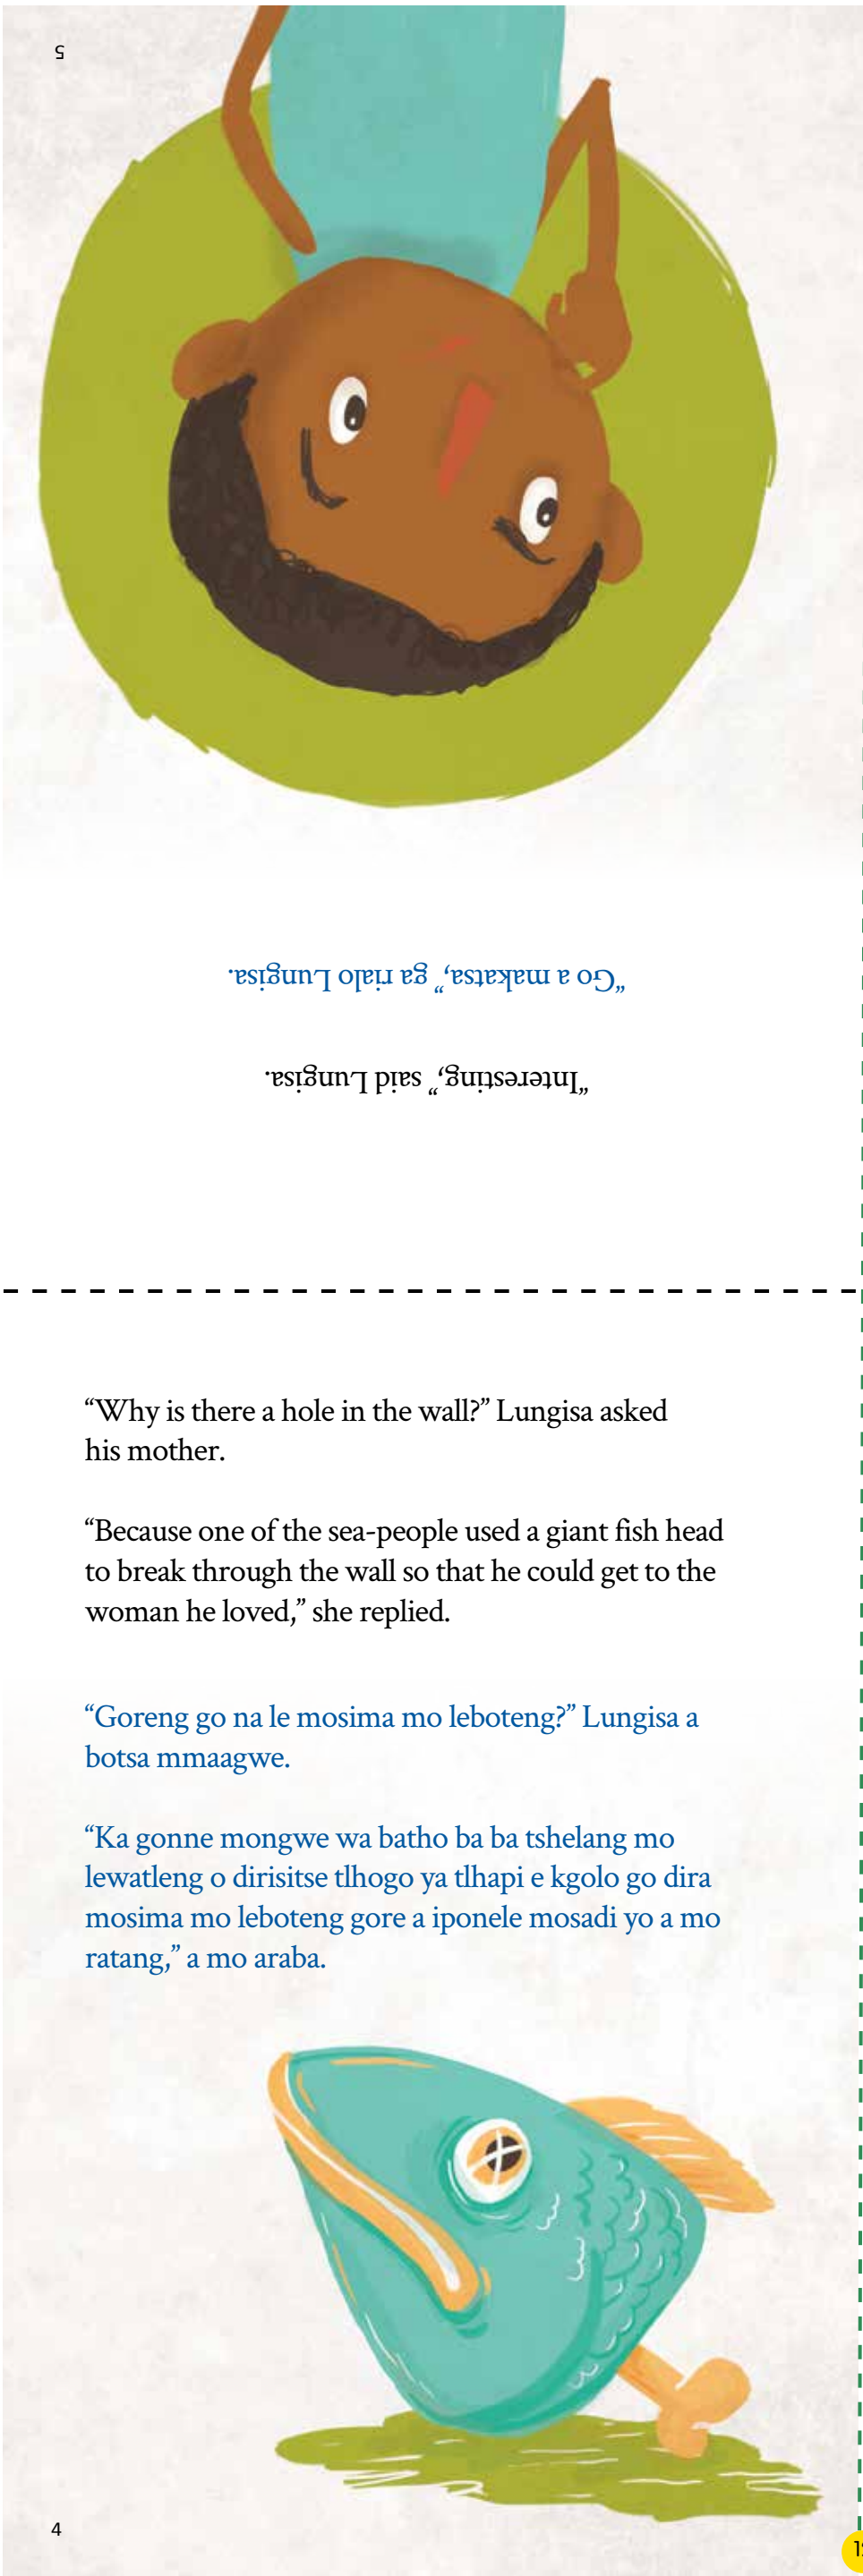 5
“Go a makatsa,” ga rialo Lungisa.
“Interesting,” said Lungisa.
“Why is there a hole in the wall?” Lungisa asked
his mother.
“Because one of the sea-people used a giant fish head
to break through the wall so that he could get to the
woman he loved,” she replied.
“Goreng go na le mosima mo leboteng?” Lungisa a
botsa mmaagwe.
“Ka gonne mongwe wa batho ba ba tshelang mo
lewatleng o dirisitse tlhogo ya tlhapi e kgolo go dira
mosima mo leboteng gore a iponele mosadi yo a mo
ratang,” a mo araba.
4